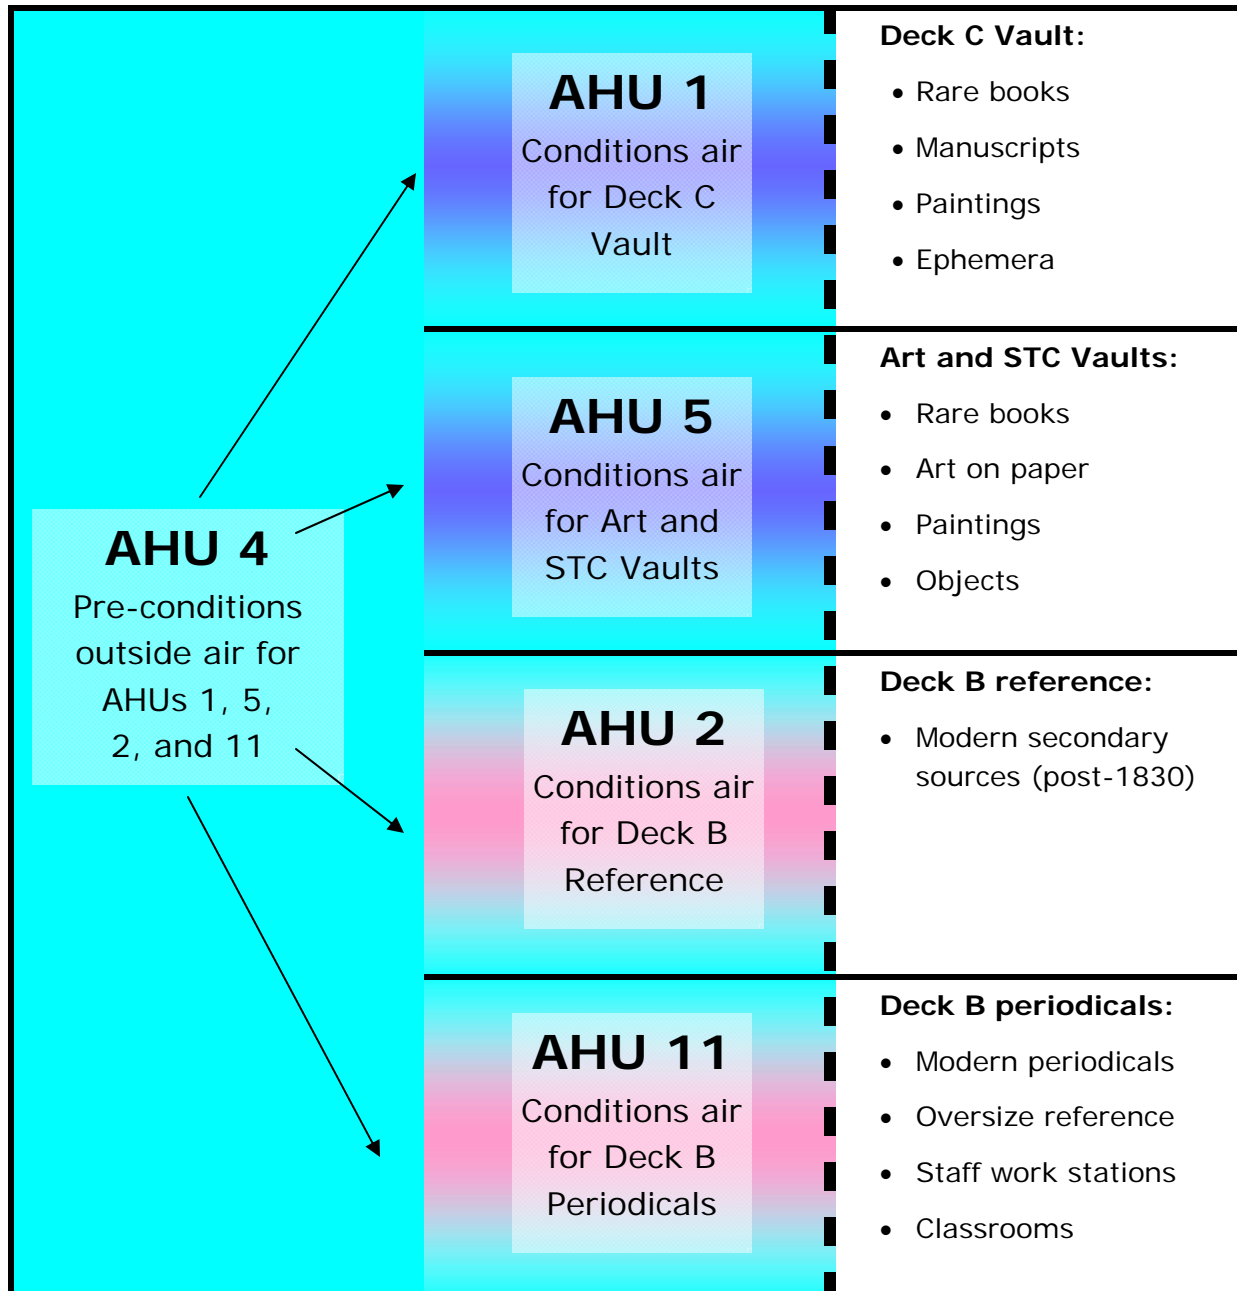 AHU 4
Pre-conditions
outside air for
AHUs 1, 5,
2, and 11
AHU 1
Conditions air
for Deck C
Vault
Deck C Vault:
• Rare books
• Manuscripts
• Paintings
• Ephemera
AHU 5
Conditions air
for Art and
STC Vaults
Art and STC Vaults:
• Rare books
• Art on paper
• Paintings
• Objects
AHU 2
Conditions air
for Deck B
Reference
Deck B reference:
• Modern secondary
sources (post-1830)
AHU 11
Conditions air
for Deck B
Periodicals
Deck B periodicals:
• Modern periodicals
• Oversize reference
• Staff work stations
• Classrooms